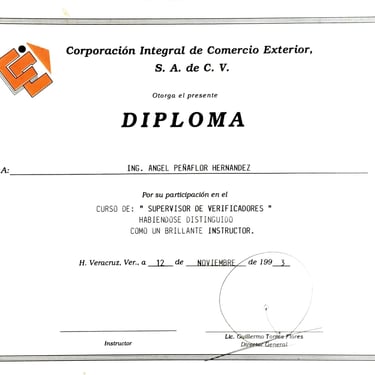 Corporación Integral de Comercio Exterior,
S. A. de C. V.
Otorga el presente
DIPLOMA
A: ING. ANGEL PEÑAFLOR HERNANDEZ
Por su participación en el
CURSO DE: " SUPERVISOR DE VERIFICADORES "
HABIENDOSE DISTINGUIDO
COMO UN BRILLANTE INSTRUCTOR.
H. Veracruz, Ver., a 12 de NOVIEMBRE de 1993
Lic. Guillermo Torres Flores
Instructor Director General